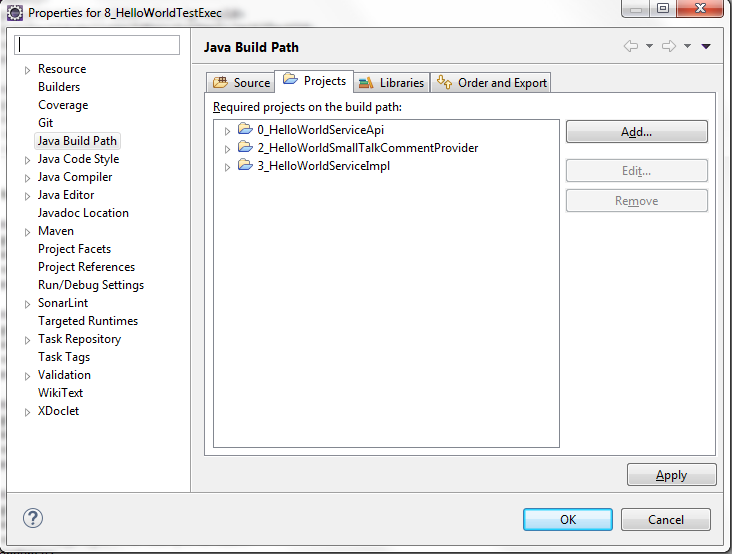 Properties for 8_HelloWorldTestExec
Java Build Path
Resource
Builders
Coverage
Git
Java Build Path
Java Code Style
Java Compiler
Java Editor
Javadoc Location
Maven
Project Facets
Project References
Run/Debug Settings
SonarLint
Targeted Runtimes
Task Repository
Task Tags
Validation
WikiText
XDoclet
Source Projects Libraries Order and Export
Required projects on the build path:
0_HelloWorldServiceApi
2_HelloWorldSmallTalkCommentProvider
3_HelloWorldServiceImpl
Add...
Edit...
Remove
Apply
?
OK Cancel